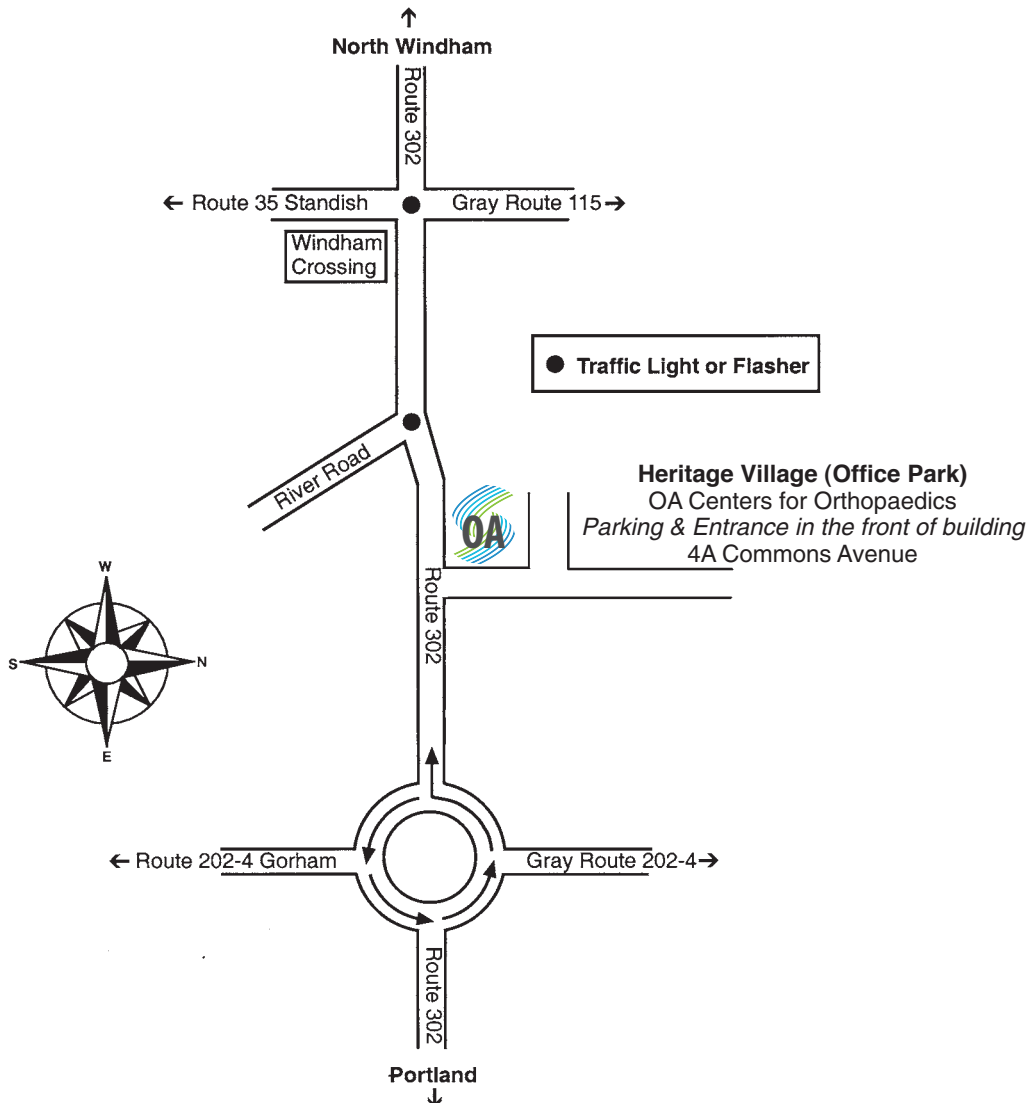 ↑
North Windham
Route 302
← Route 35 Standish
Gray Route 115→
Windham
Crossing
● Traffic Light or Flasher
River Road
Heritage Village (Office Park)
OA Centers for Orthopaedics
Parking & Entrance in the front of building
4A Commons Avenue
OA
Route 302
W
S
N
E
← Route 202-4 Gorham
Gray Route 202-4→
Route 302
Portland
↓